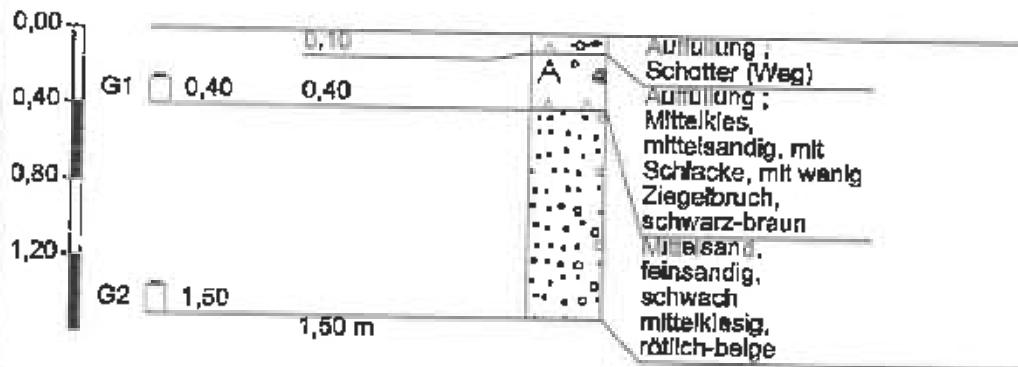 0,00
0,10
Auffüllung ;
Schotter (Weg)
G1 0,40 0,40
0,40
A
Auffüllung ;
Mittelkies,
mittelsandig, mit
Schlacke, mit wenig
Ziegelbruch,
schwarz-braun
0,80
1,20
Mittelsand,
feinsandig,
schwach
mittelkiesig,
rötlich-beige
G2 1,50
1,50 m